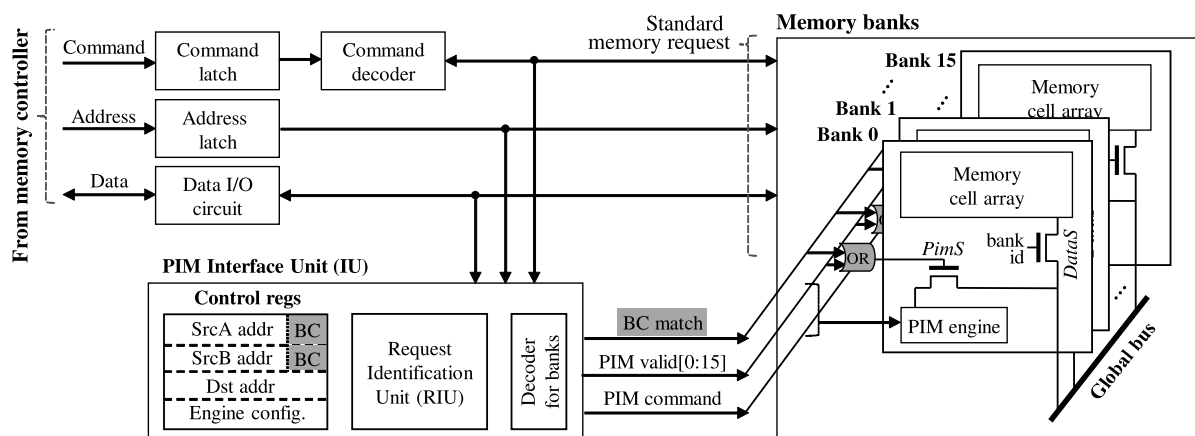 From memory controller
Command
Command
latch
Command
decoder
Standard
memory request
Memory banks
Address
Address
latch
Data
Data I/O
circuit
Bank 15
Bank 1
Bank 0
Memory
cell array
Memory
cell array
bank
id
DataS
PimS
OR
PIM engine
Global bus
PIM Interface Unit (IU)
Control regs
SrcA addr
BC
SrcB addr
BC
Dst addr
Engine config.
Request
Identification
Unit (RIU)
Decoder
for banks
BC match
PIM valid[0:15]
PIM command